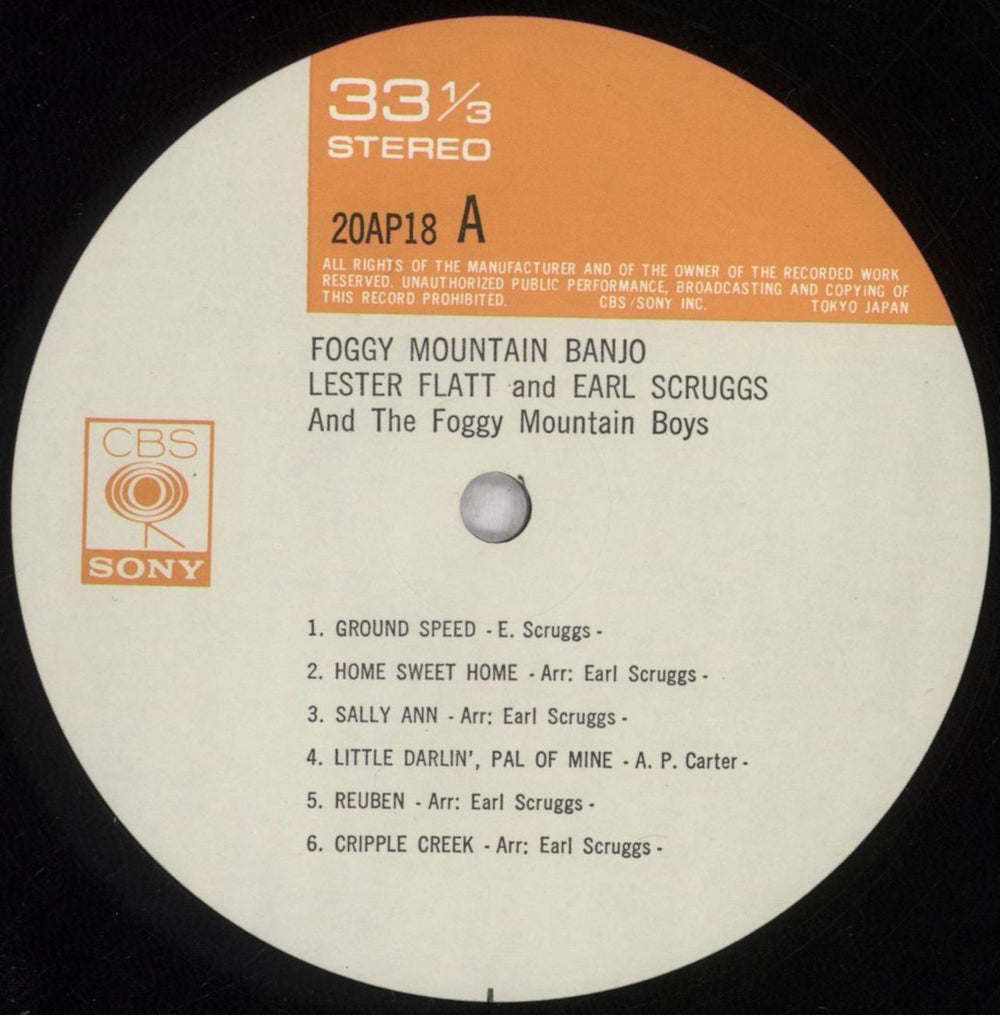 33 1/3
STEREO
20AP18 A
ALL RIGHTS OF THE MANUFACTURER AND OF THE OWNER OF THE RECORDED WORK
RESERVED. UNAUTHORIZED PUBLIC PERFORMANCE, BROADCASTING AND COPYING OF
THIS RECORD PROHIBITED. CBS/SONY INC. TOKYO JAPAN
FOGGY MOUNTAIN BANJO
LESTER FLATT and EARL SCRUGGS
And The Foggy Mountain Boys
CBS
SONY
1. GROUND SPEED - E. Scruggs -
2. HOME SWEET HOME - Arr: Earl Scruggs -
3. SALLY ANN - Arr: Earl Scruggs -
4. LITTLE DARLIN', PAL OF MINE - A. P. Carter -
5. REUBEN - Arr: Earl Scruggs -
6. CRIPPLE CREEK - Arr: Earl Scruggs -